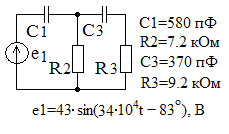 C1 C3
e1
R2 R3
C1=580 пФ
R2=7.2 кОм
C3=370 пФ
R3=9.2 кОм
e1=43·sin(34·10⁴t − 83°), В